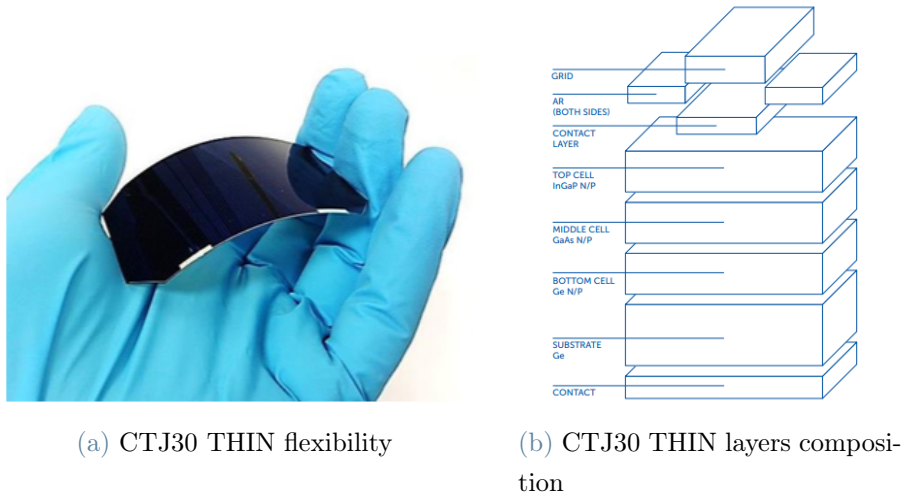 GRID
AR
(BOTH SIDES)
CONTACT
LAYER
TOP CELL
InGaP N/P
MIDDLE CELL
GaAs N/P
BOTTOM CELL
Ge N/P
SUBSTRATE
Ge
CONTACT
(a) CTJ30 THIN flexibility
(b) CTJ30 THIN layers composi-
tion